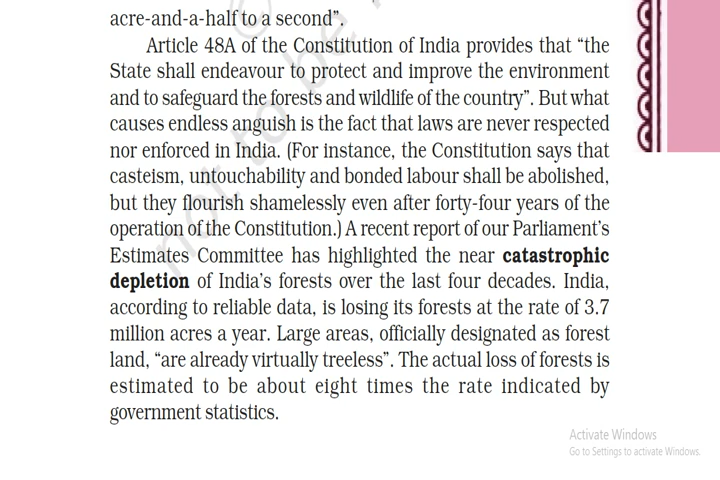 acre-and-a-half to a second”.
Article 48A of the Constitution of India provides that “the
State shall endeavour to protect and improve the environment
and to safeguard the forests and wildlife of the country”. But what
causes endless anguish is the fact that laws are never respected
nor enforced in India. (For instance, the Constitution says that
casteism, untouchability and bonded labour shall be abolished,
but they flourish shamelessly even after forty-four years of the
operation of the Constitution.) A recent report of our Parliament’s
Estimates Committee has highlighted the near catastrophic
depletion of India’s forests over the last four decades. India,
according to reliable data, is losing its forests at the rate of 3.7
million acres a year. Large areas, officially designated as forest
land, “are already virtually treeless”. The actual loss of forests is
estimated to be about eight times the rate indicated by
government statistics.
not to be
Activate Windows
Go to Settings to activate Windows.